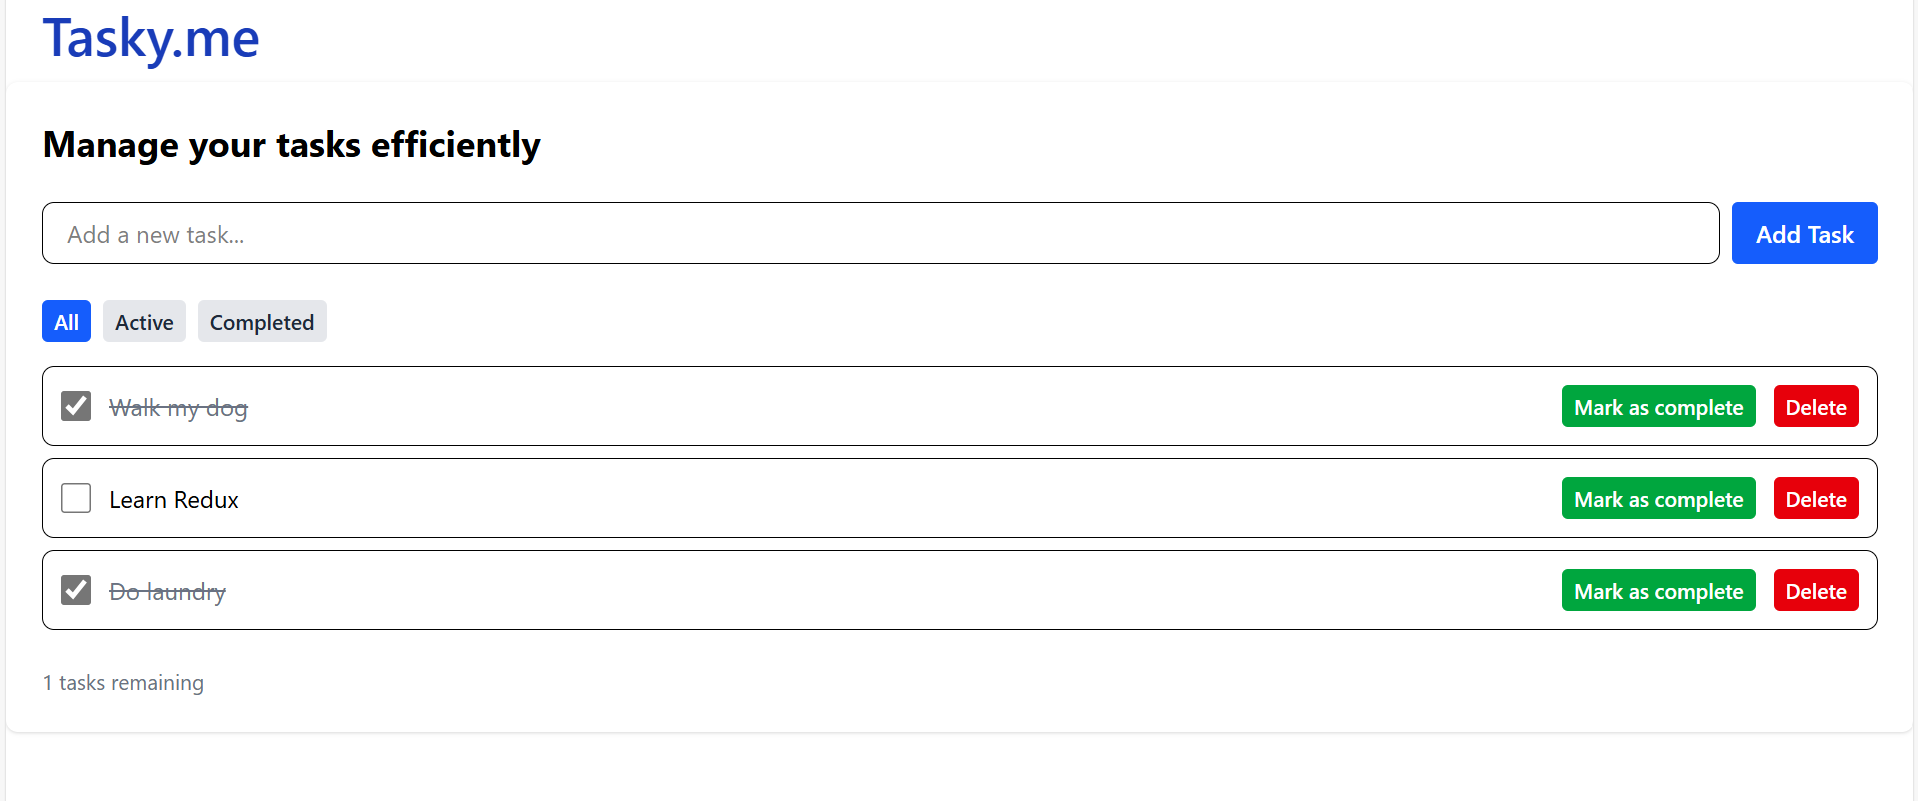 Tasky.me
Manage your tasks efficiently
Add a new task...
Add Task
All
Active
Completed
Walk my dog
Mark as complete
Delete
Learn Redux
Mark as complete
Delete
Do laundry
Mark as complete
Delete
1 tasks remaining